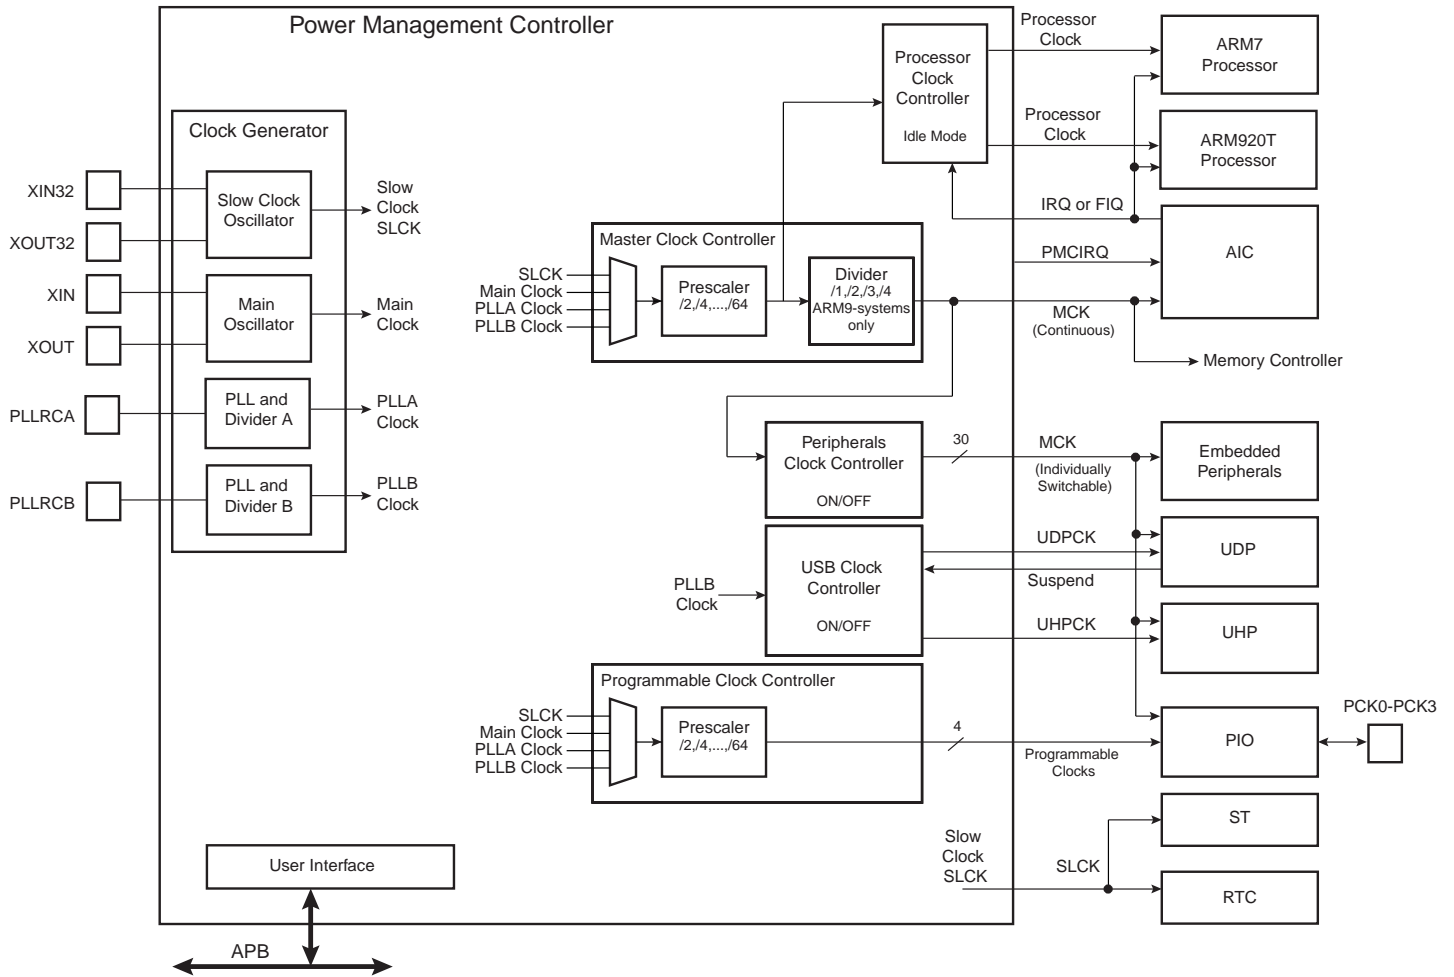 Power Management Controller
Clock Generator
XIN32
XOUT32
Slow Clock
Oscillator
Slow
Clock
SLCK
XIN
XOUT
Main
Oscillator
Main
Clock
PLLRCA
PLL and
Divider A
PLLA
Clock
PLLRCB
PLL and
Divider B
PLLB
Clock
Processor
Clock
Controller
Idle Mode
Processor
Clock
ARM7
Processor
Processor
Clock
ARM920T
Processor
IRQ or FIQ
PMCIRQ
AIC
Master Clock Controller
SLCK
Main Clock
PLLA Clock
PLLB Clock
Prescaler
/2,/4,...,/64
Divider
/1,/2,/3,/4
ARM9-systems
only
MCK
(Continuous)
Memory Controller
Peripherals
Clock Controller
ON/OFF
30
MCK
(Individually
Switchable)
Embedded
Peripherals
PLLB
Clock
USB Clock
Controller
ON/OFF
UDPCK
Suspend
UHPCK
UDP
UHP
Programmable Clock Controller
SLCK
Main Clock
PLLA Clock
PLLB Clock
Prescaler
/2,/4,...,/64
4
Programmable
Clocks
PIO
PCK0-PCK3
Slow
Clock
SLCK
SLCK
ST
RTC
User Interface
APB